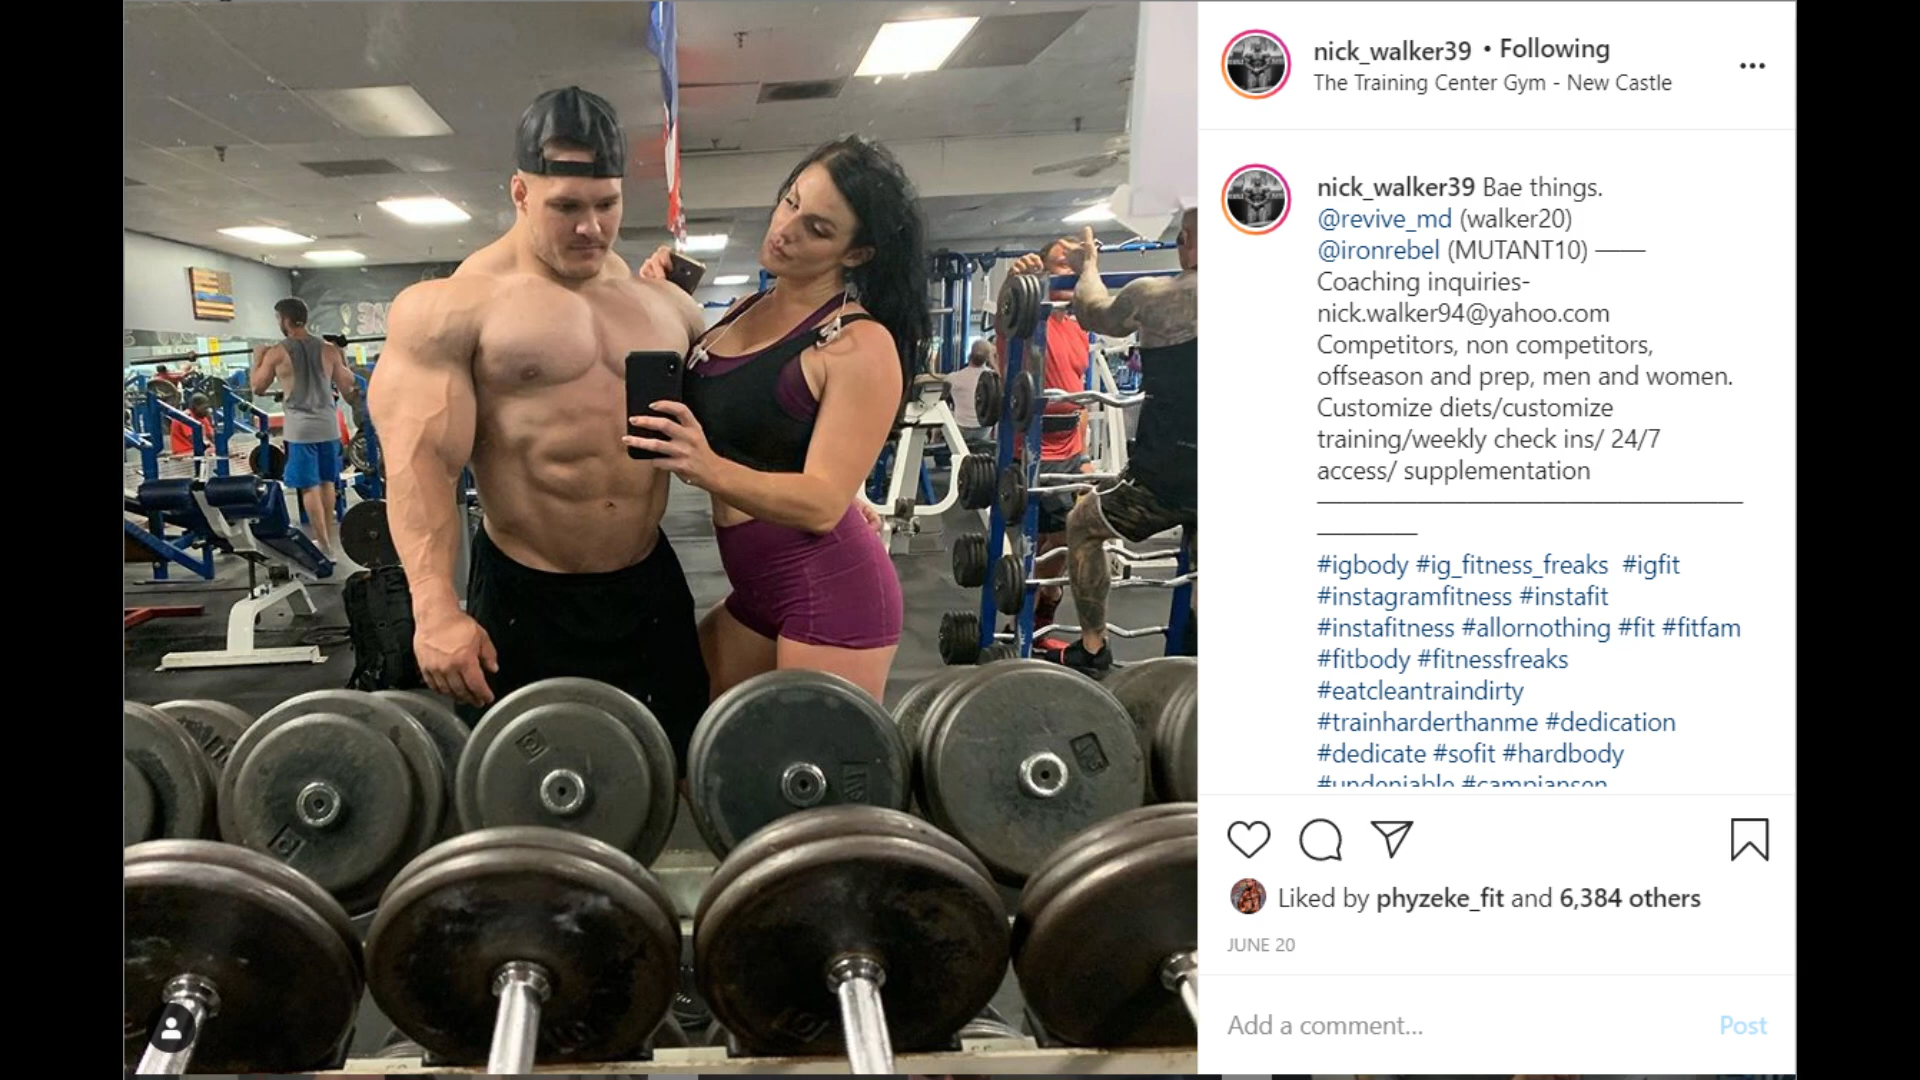 nick_walker39 • Following
The Training Center Gym - New Castle
nick_walker39 Bae things.
@revive_md (walker20)
@ironrebel (MUTANT10) ——
Coaching inquiries-
nick.walker94@yahoo.com
Competitors, non competitors,
offseason and prep, men and women.
Customize diets/customize
training/weekly check ins/ 24/7
access/ supplementation
#igbody #ig_fitness_freaks #igfit
#instagramfitness #instafit
#instafitness #allornothing #fit #fitfam
#fitbody #fitnessfreaks
#eatcleantraindirty
#trainharderthanme #dedication
#dedicate #sofit #hardbody
#undeniable #campjansen
Liked by phyzeke_fit and 6,384 others
JUNE 20
Add a comment...
Post